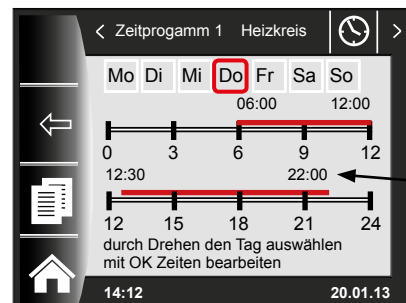 < Zeitprogamm 1 Heizkreis >
Mo Di Mi Do Fr Sa So
06:00 12:00
0 3 6 9 12
12:30 22:00
12 15 18 21 24
durch Drehen den Tag auswählen
mit OK Zeiten bearbeiten
14:12 20.01.13